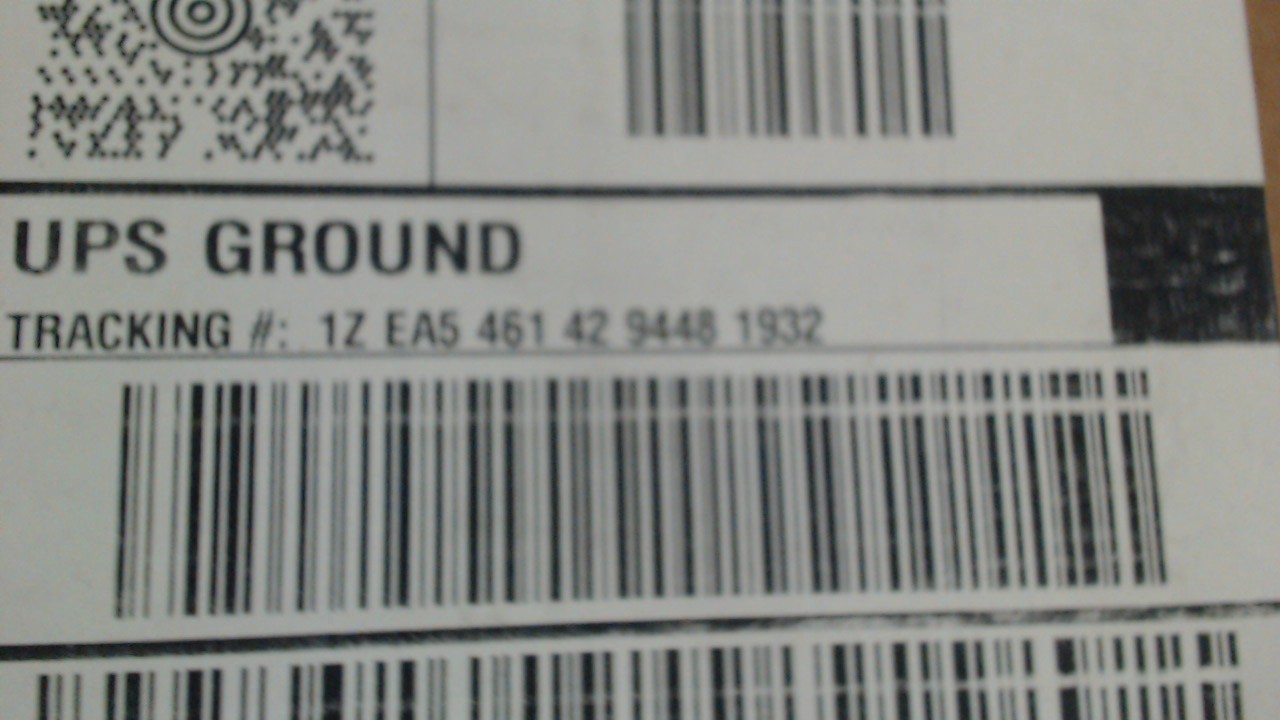 UPS GROUND
TRACKING #: 1Z EA5 461 42 9448 1932